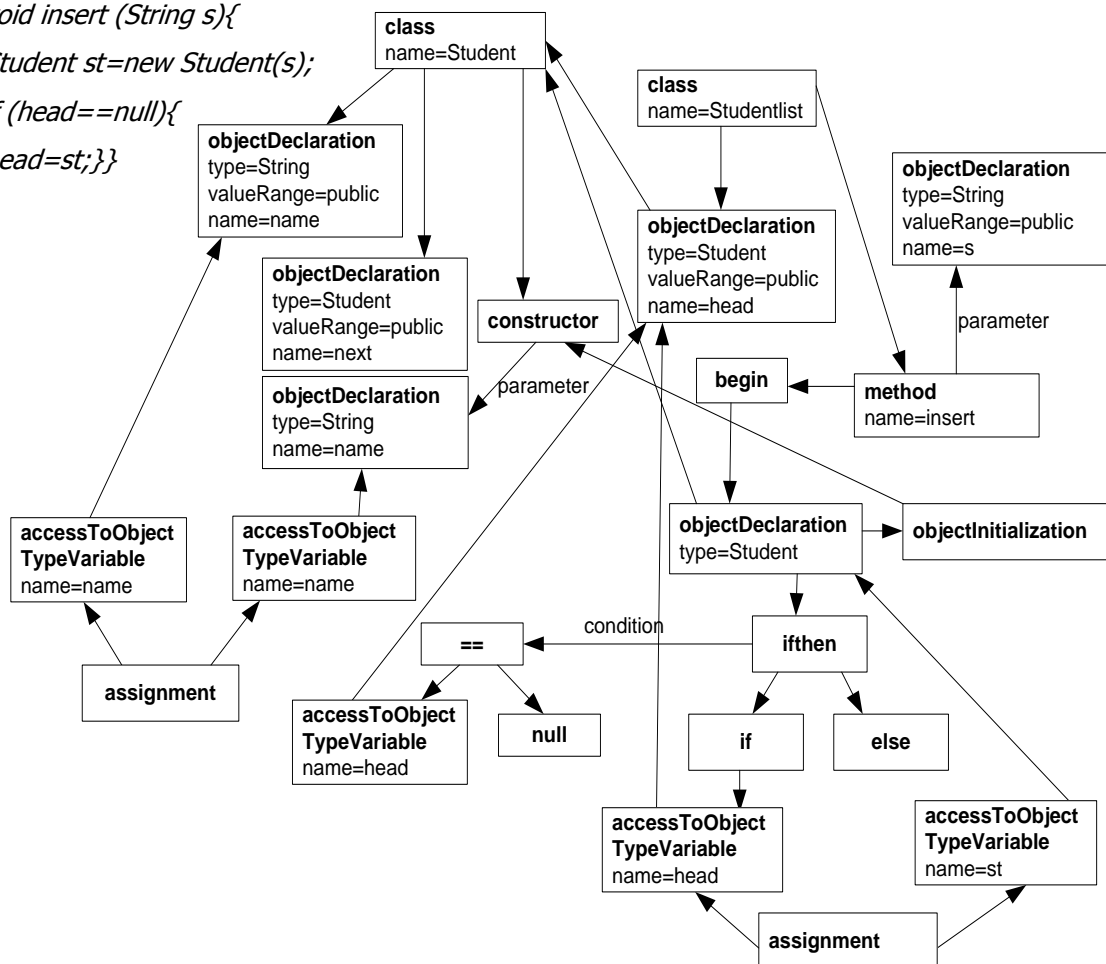 oid insert (String s){
tudent st=new Student(s);
f (head==null){
ead=st;}}
class
name=Student
class
name=Studentlist
objectDeclaration
type=String
valueRange=public
name=name
objectDeclaration
type=String
valueRange=public
name=s
objectDeclaration
type=Student
valueRange=public
name=head
objectDeclaration
type=Student
valueRange=public
name=next
constructor
parameter
parameter
begin
method
name=insert
objectDeclaration
type=String
name=name
accessToObject
TypeVariable
name=name
accessToObject
TypeVariable
name=name
objectDeclaration
type=Student
objectInitialization
condition
==
ifthen
assignment
accessToObject
TypeVariable
name=head
null
if
else
accessToObject
TypeVariable
name=head
accessToObject
TypeVariable
name=st
assignment